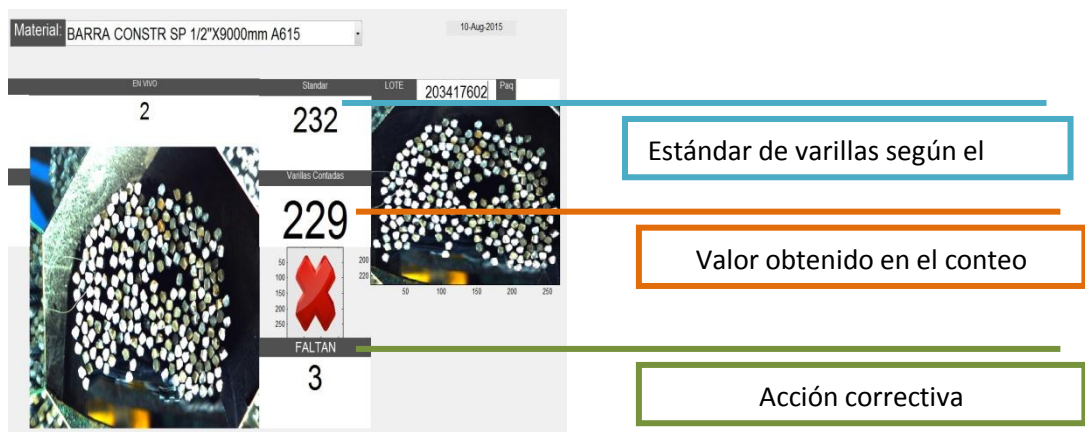 Material: BARRA CONSTR SP 1/2"X9000mm A615
10-Aug-2015
EN VIVO
Standar
LOTE
203417602
Paq
2
232
Estándar de varillas según el
Varillas Contadas
229
Valor obtenido en el conteo
50
100
150
200
250
200
220
50
100
150
200
250
FALTAN
3
Acción correctiva